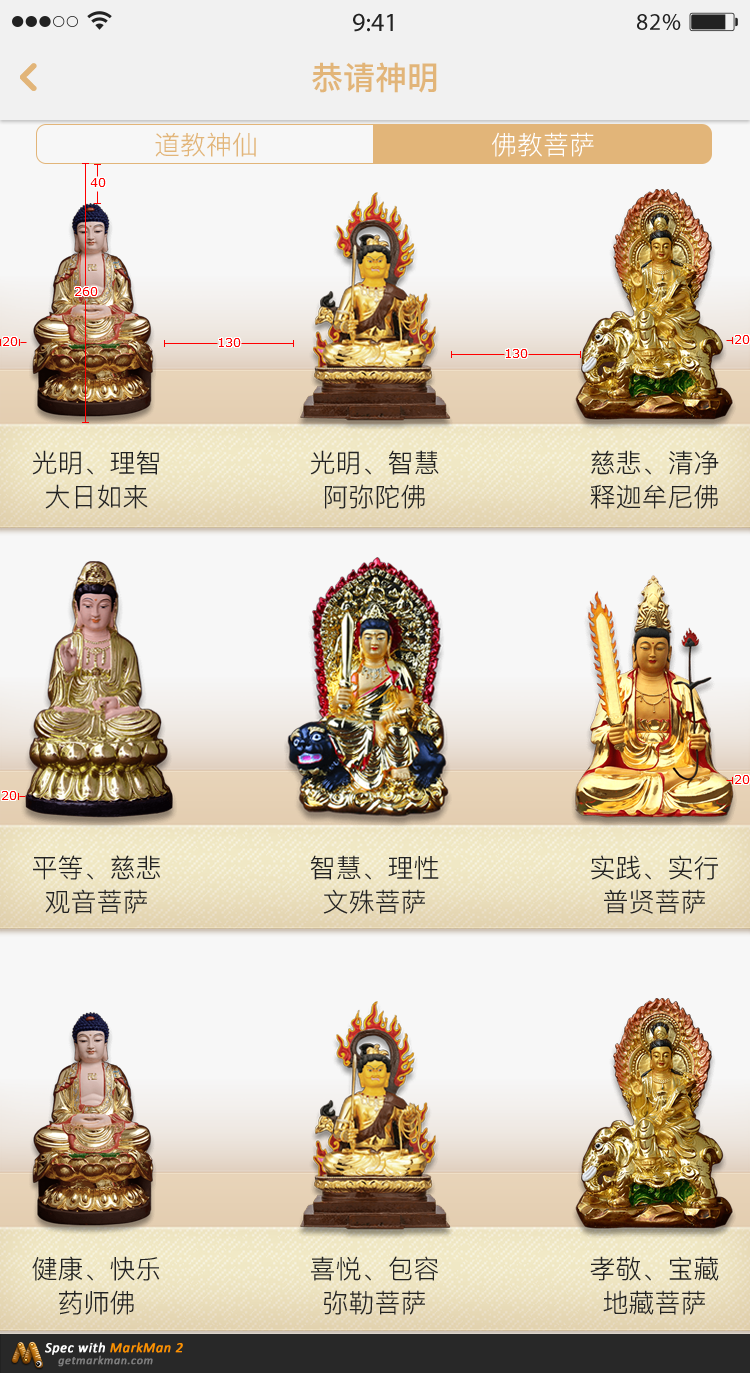 9:41
82%
恭请神明
道教神仙
佛教菩萨
40
260
20
130
130
20
光明、理智
大日如来
光明、智慧
阿弥陀佛
慈悲、清净
释迦牟尼佛
20
20
平等、慈悲
观音菩萨
智慧、理性
文殊菩萨
实践、实行
普贤菩萨
健康、快乐
药师佛
喜悦、包容
弥勒菩萨
孝敬、宝藏
地藏菩萨
Spec with MarkMan 2
getmarkman.com